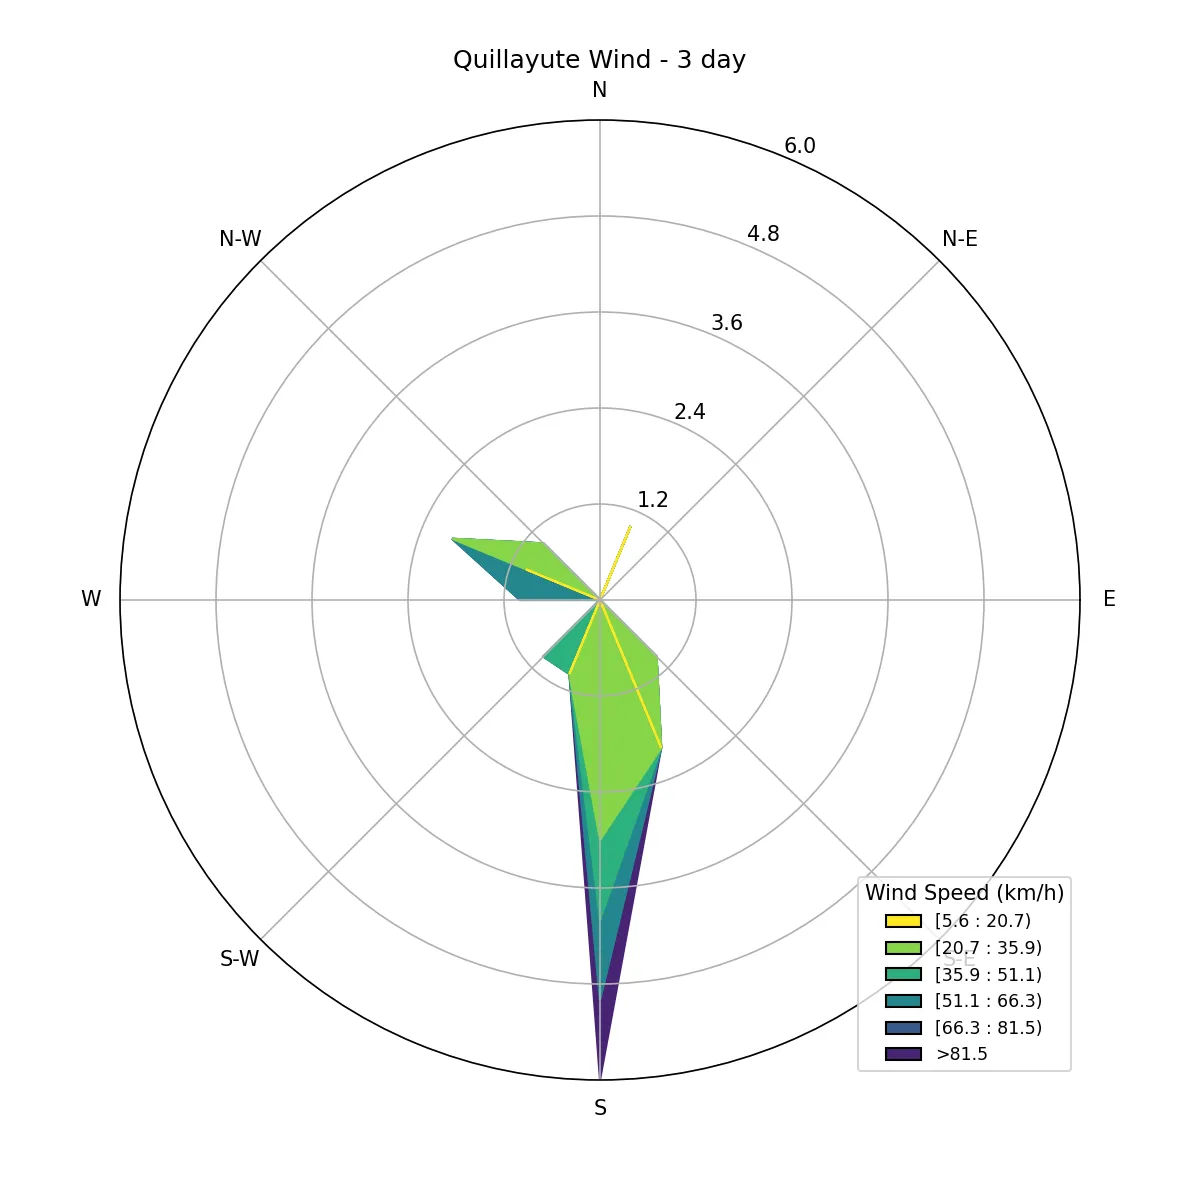 Quillayute Wind - 3 day
N
6.0
N-W
N-E
4.8
3.6
2.4
1.2
W
E
S-W
S-E
S
Wind Speed (km/h)
[5.6 : 20.7)
[20.7 : 35.9)
[35.9 : 51.1)
[51.1 : 66.3)
[66.3 : 81.5)
>81.5